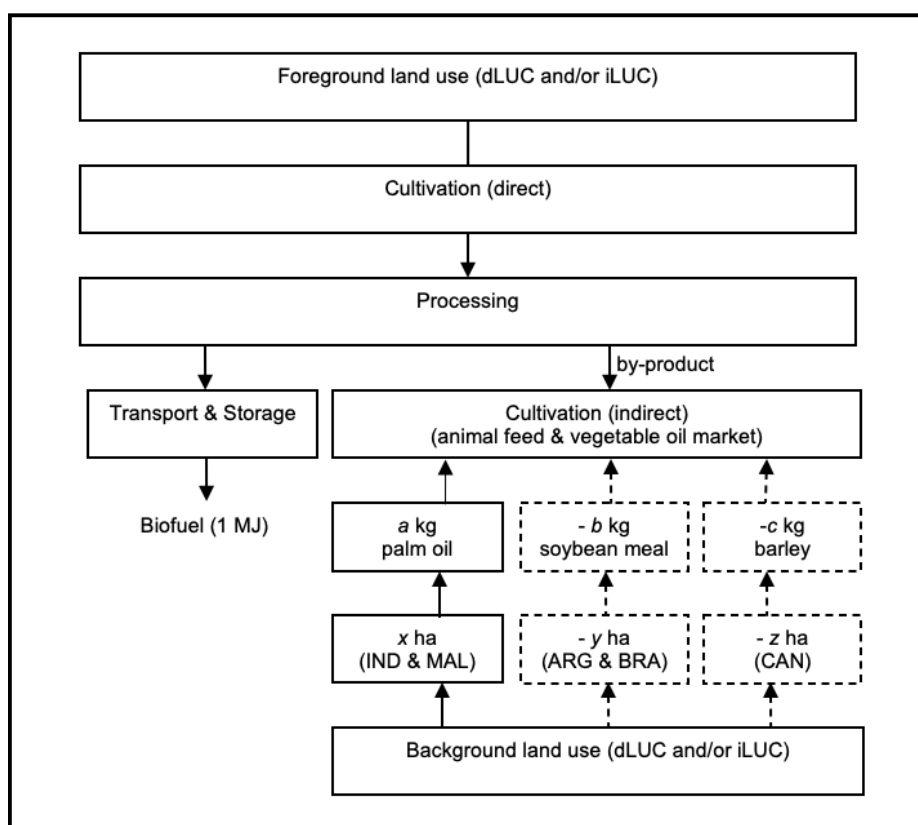 Foreground land use (dLUC and/or iLUC)
Cultivation (direct)
Processing
by-product
Transport & Storage
Cultivation (indirect)
(animal feed & vegetable oil market)
Biofuel (1 MJ)
a kg
palm oil
- b kg
soybean meal
-c kg
barley
x ha
(IND & MAL)
- y ha
(ARG & BRA)
- z ha
(CAN)
Background land use (dLUC and/or iLUC)